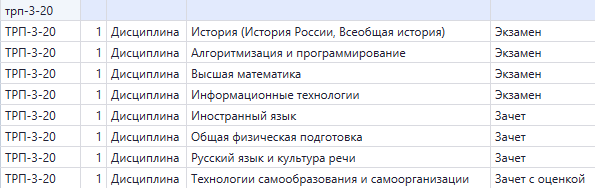 трп-3-20
ТРП-3-20 1 Дисциплина История (История России, Всеобщая история) Экзамен
ТРП-3-20 1 Дисциплина Алгоритмизация и программирование Экзамен
ТРП-3-20 1 Дисциплина Высшая математика Экзамен
ТРП-3-20 1 Дисциплина Информационные технологии Экзамен
ТРП-3-20 1 Дисциплина Иностранный язык Зачет
ТРП-3-20 1 Дисциплина Общая физическая подготовка Зачет
ТРП-3-20 1 Дисциплина Русский язык и культура речи Зачет
ТРП-3-20 1 Дисциплина Технологии самообразования и самоорганизации Зачет с оценкой